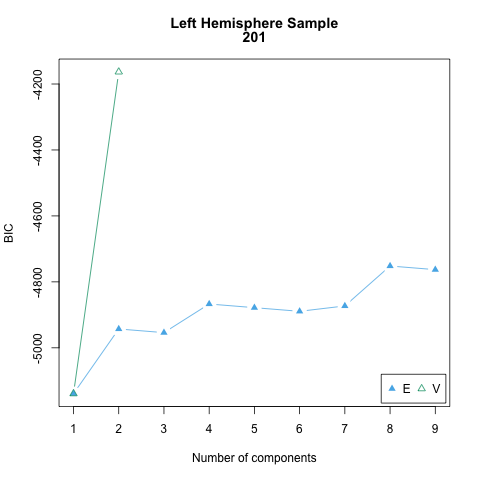 Left Hemisphere Sample
201
BIC
-4200
-4400
-4600
-4800
-5000
1 2 3 4 5 6 7 8 9
Number of components
E V